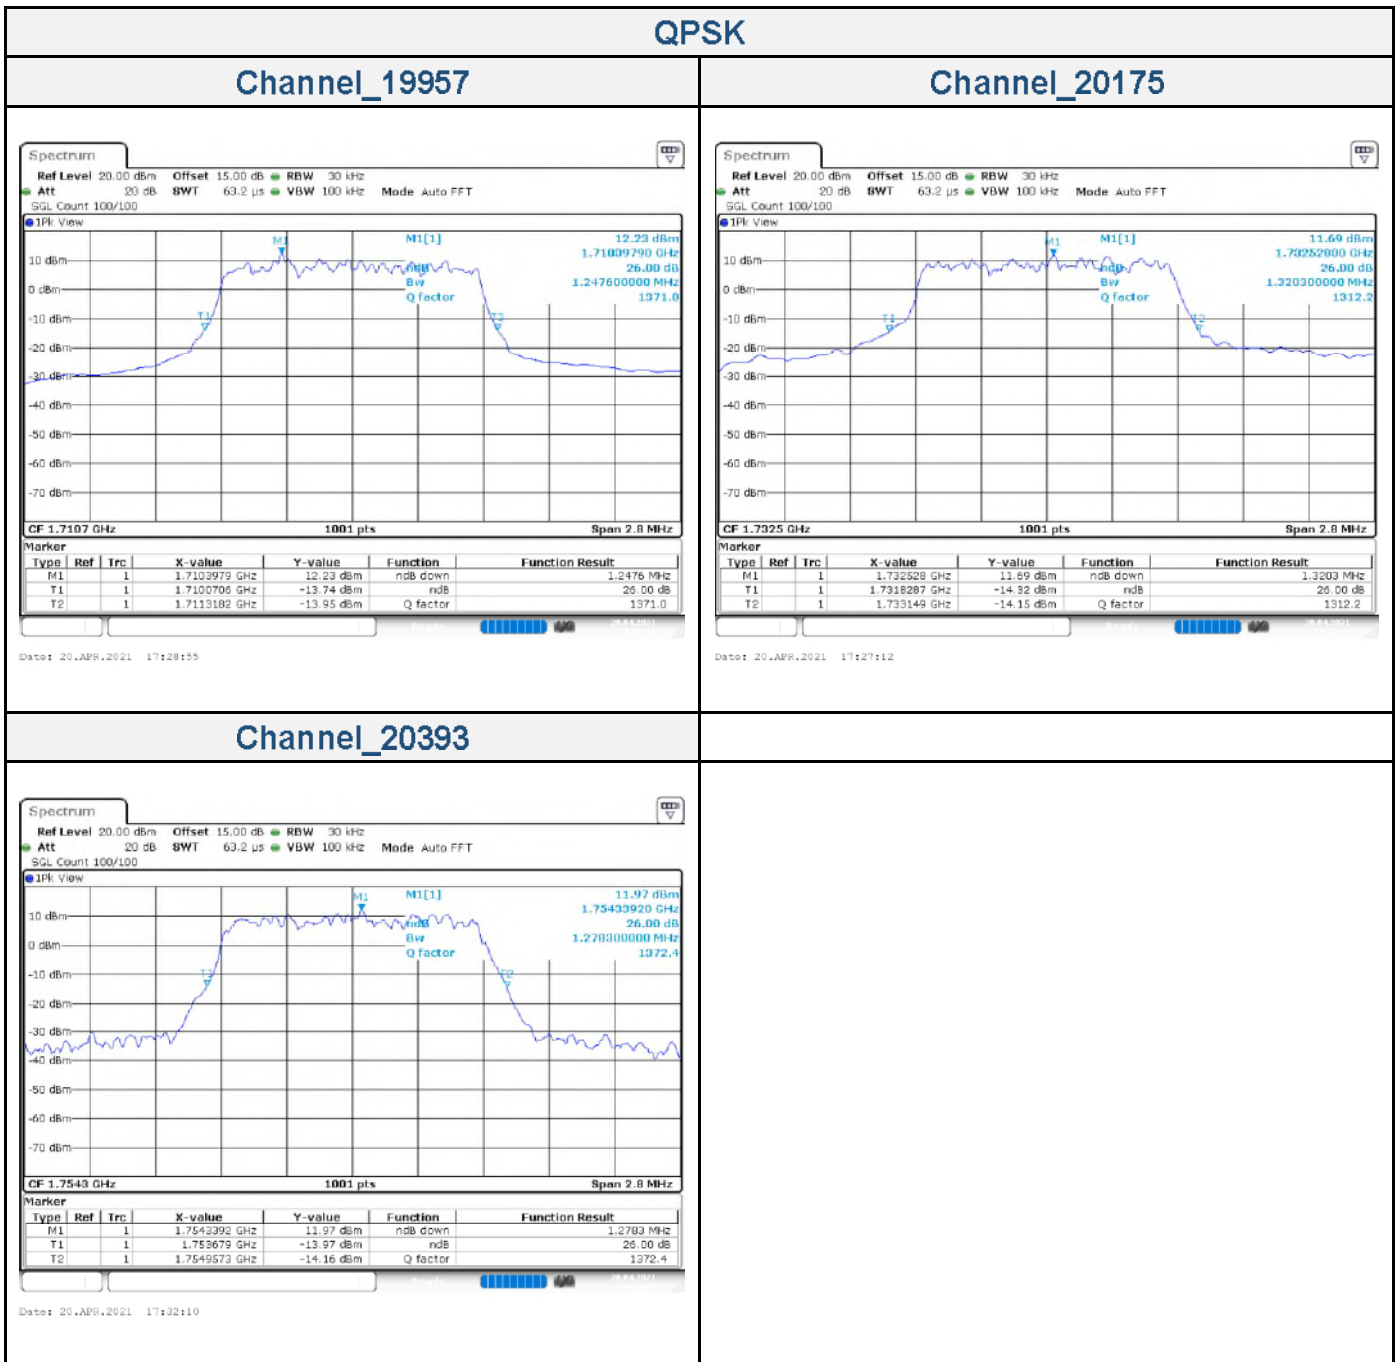 QPSK
Channel_19957
Channel_20175
Spectrum
Ref Level 20.00 dBm Offset 15.00 dB RBW 30 kHz
Att 20 dB SWT 63.2 µs VBW 100 kHz Mode Auto FFT
SGL Count 100/100
1Pk View
M1
M1[1] 12.23 dBm
1.71039790 GHz
10 dBm
ndB 26.00 dB
Bw 1.247600000 MHz
0 dBm
Q factor 1371.0
-10 dBm
T1
T2
-20 dBm
-30 dBm
-40 dBm
-50 dBm
-60 dBm
-70 dBm
CF 1.7107 GHz 1001 pts Span 2.8 MHz
Marker
Type Ref Trc X-value Y-value Function Function Result
M1 1 1.7103979 GHz 12.23 dBm ndB down 1.2476 MHz
T1 1 1.7100706 GHz -13.74 dBm ndB 26.00 dB
T2 1 1.7113182 GHz -13.95 dBm Q factor 1371.0
Date: 20.APR.2021 17:28:55
Spectrum
Ref Level 20.00 dBm Offset 15.00 dB RBW 30 kHz
Att 20 dB SWT 63.2 µs VBW 100 kHz Mode Auto FFT
SGL Count 100/100
1Pk View
M1
M1[1] 11.69 dBm
1.73252800 GHz
10 dBm
ndB 26.00 dB
Bw 1.320300000 MHz
0 dBm
Q factor 1312.2
-10 dBm
T1
T2
-20 dBm
-30 dBm
-40 dBm
-50 dBm
-60 dBm
-70 dBm
CF 1.7325 GHz 1001 pts Span 2.8 MHz
Marker
Type Ref Trc X-value Y-value Function Function Result
M1 1 1.732528 GHz 11.69 dBm ndB down 1.3203 MHz
T1 1 1.7318287 GHz -14.32 dBm ndB 26.00 dB
T2 1 1.733149 GHz -14.15 dBm Q factor 1312.2
Date: 20.APR.2021 17:27:12
Channel_20393
Spectrum
Ref Level 20.00 dBm Offset 15.00 dB RBW 30 kHz
Att 20 dB SWT 63.2 µs VBW 100 kHz Mode Auto FFT
SGL Count 100/100
1Pk View
M1
M1[1] 11.97 dBm
1.75433920 GHz
10 dBm
ndB 26.00 dB
Bw 1.278300000 MHz
0 dBm
Q factor 1372.4
-10 dBm
T1
T2
-20 dBm
-30 dBm
-40 dBm
-50 dBm
-60 dBm
-70 dBm
CF 1.7543 GHz 1001 pts Span 2.8 MHz
Marker
Type Ref Trc X-value Y-value Function Function Result
M1 1 1.7543392 GHz 11.97 dBm ndB down 1.2783 MHz
T1 1 1.753679 GHz -13.97 dBm ndB 26.00 dB
T2 1 1.7549573 GHz -14.16 dBm Q factor 1372.4
Date: 20.APR.2021 17:32:10